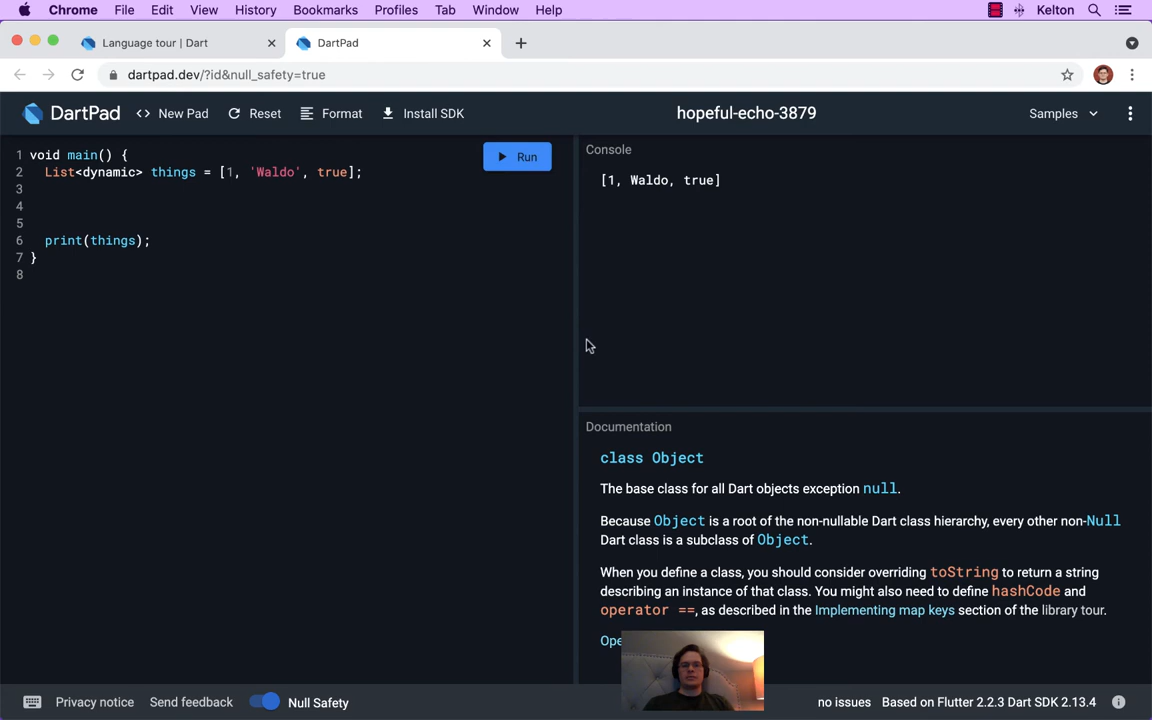 Chrome File Edit View History Bookmarks Profiles Tab Window Help Kelton
Language tour | Dart
DartPad
dartpad.dev/?id&null_safety=true
DartPad <> New Pad Reset Format Install SDK hopeful-echo-3879 Samples
1 void main() {
2 List<dynamic> things = [1, 'Waldo', true];
3
4
5
6 print(things);
7 }
8
Run
Console
[1, Waldo, true]
Documentation
class Object
The base class for all Dart objects exception null.
Because Object is a root of the non-nullable Dart class hierarchy, every other non-Null
Dart class is a subclass of Object.
When you define a class, you should consider overriding toString to return a string
describing an instance of that class. You might also need to define hashCode and
operator ==, as described in the Implementing map keys section of the library tour.
Ope
Privacy notice Send feedback Null Safety no issues Based on Flutter 2.2.3 Dart SDK 2.13.4